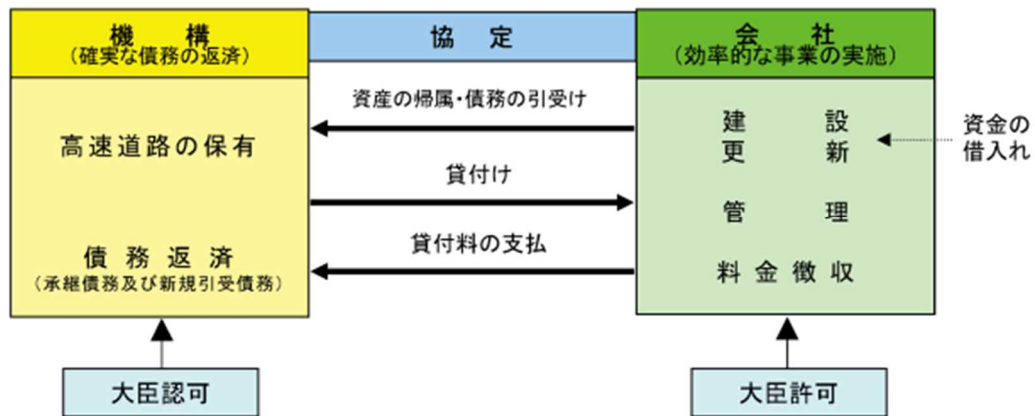 機　構
（確実な債務の返済）
協　定
会　社
（効率的な事業の実施）
高速道路の保有
債務返済
（承継債務及び新規引受債務）
資産の帰属・債務の引受け
貸付け
貸付料の支払
建　設
更　新
管　理
料金徴収
資金の
借入れ
大臣認可
大臣許可